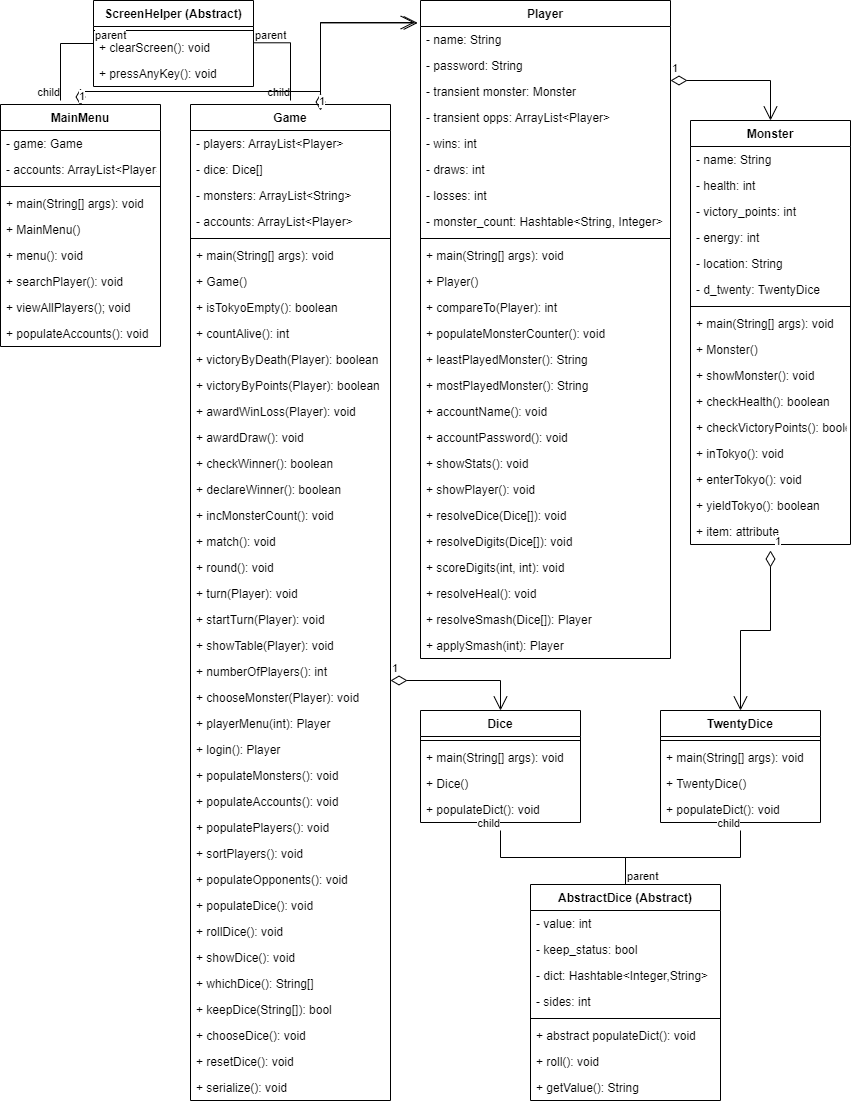 ScreenHelper (Abstract)
parent
parent
+ clearScreen(): void
+ pressAnyKey(): void
child
child
1
1
MainMenu
- game: Game
- accounts: ArrayList<Player
+ main(String[] args): void
+ MainMenu()
+ menu(): void
+ searchPlayer(): void
+ viewAllPlayers(); void
+ populateAccounts(): void
Game
- players: ArrayList<Player>
- dice: Dice[]
- monsters: ArrayList<String>
- accounts: ArrayList<Player>
+ main(String[] args): void
+ Game()
+ isTokyoEmpty(): boolean
+ countAlive(): int
+ victoryByDeath(Player): boolean
+ victoryByPoints(Player): boolean
+ awardWinLoss(Player): void
+ awardDraw(): void
+ checkWinner(): boolean
+ declareWinner(): boolean
+ incMonsterCount(): void
+ match(): void
+ round(): void
+ turn(Player): void
+ startTurn(Player): void
+ showTable(Player): void
+ numberOfPlayers(): int
+ chooseMonster(Player): void
+ playerMenu(int): Player
+ login(): Player
+ populateMonsters(): void
+ populateAccounts(): void
+ populatePlayers(): void
+ sortPlayers(): void
+ populateOpponents(): void
+ populateDice(): void
+ rollDice(): void
+ showDice(): void
+ whichDice(): String[]
+ keepDice(String[]): bool
+ chooseDice(): void
+ resetDice(): void
+ serialize(): void
Player
- name: String
- password: String
- transient monster: Monster
- transient opps: ArrayList<Player>
- wins: int
- draws: int
- losses: int
- monster_count: Hashtable<String, Integer>
+ main(String[] args): void
+ Player()
+ compareTo(Player): int
+ populateMonsterCounter(): void
+ leastPlayedMonster(): String
+ mostPlayedMonster(): String
+ accountName(): void
+ accountPassword(): void
+ showStats(): void
+ showPlayer(): void
+ resolveDice(Dice[]): void
+ resolveDigits(Dice[]): void
+ scoreDigits(int, int): void
+ resolveHeal(): void
+ resolveSmash(Dice[]): Player
+ applySmash(int): Player
1
Monster
- name: String
- health: int
- victory_points: int
- energy: int
- location: String
- d_twenty: TwentyDice
+ main(String[] args): void
+ Monster()
+ showMonster(): void
+ checkHealth(): boolean
+ checkVictoryPoints(): bool
+ inTokyo(): void
+ enterTokyo(): void
+ yieldTokyo(): boolean
+ item: attribute
1
1
Dice
+ main(String[] args): void
+ Dice()
+ populateDict(): void
child
TwentyDice
+ main(String[] args): void
+ TwentyDice()
+ populateDict(): void
child
parent
AbstractDice (Abstract)
- value: int
- keep_status: bool
- dict: Hashtable<Integer,String>
- sides: int
+ abstract populateDict(): void
+ roll(): void
+ getValue(): String